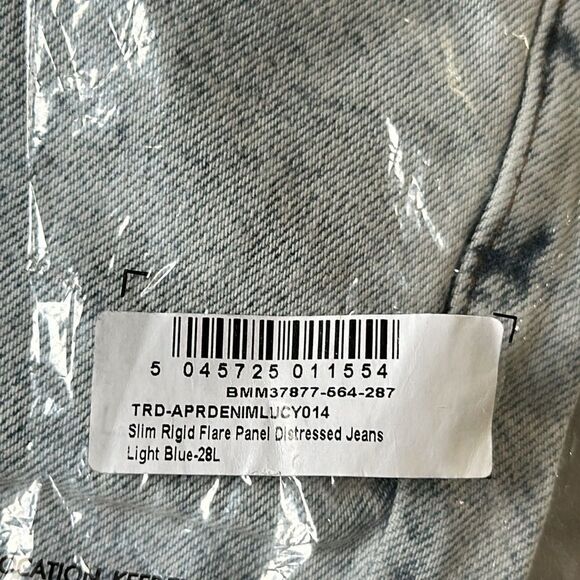 5 045725 011554
BMM37877-564-287
TRD-APRDENIMLUCY014
Slim Rigid Flare Panel Distressed Jeans
Light Blue-28L